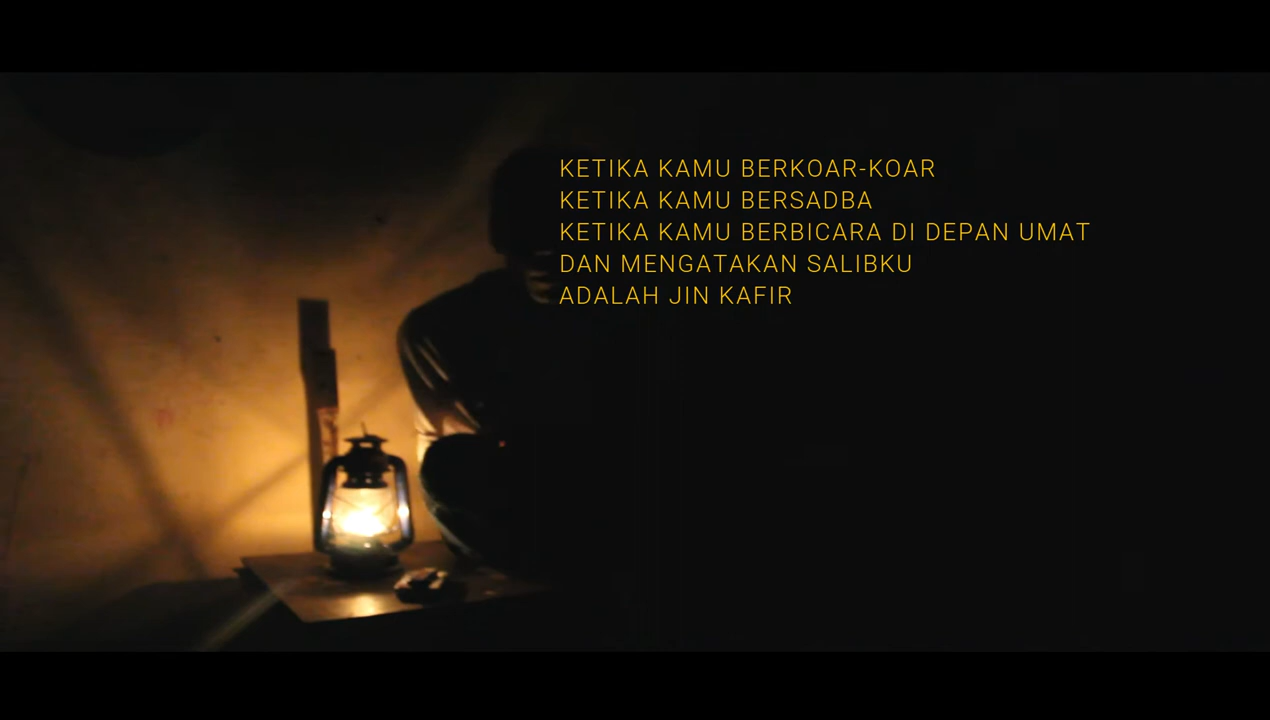 KETIKA KAMU BERKOAR-KOAR
KETIKA KAMU BERSADBA
KETIKA KAMU BERBICARA DI DEPAN UMAT
DAN MENGATAKAN SALIBKU
ADALAH JIN KAFIR